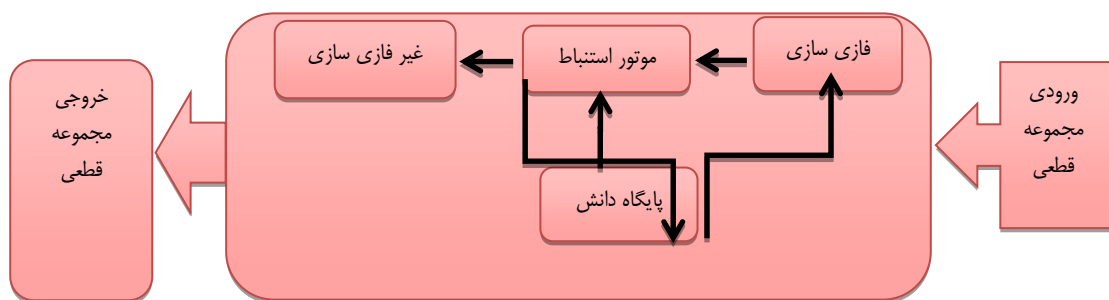 ورودی
مجموعه
قطعی
فازی سازی
موتور استنباط
غیر فازی سازی
پایگاه دانش
خروجی
مجموعه
قطعی